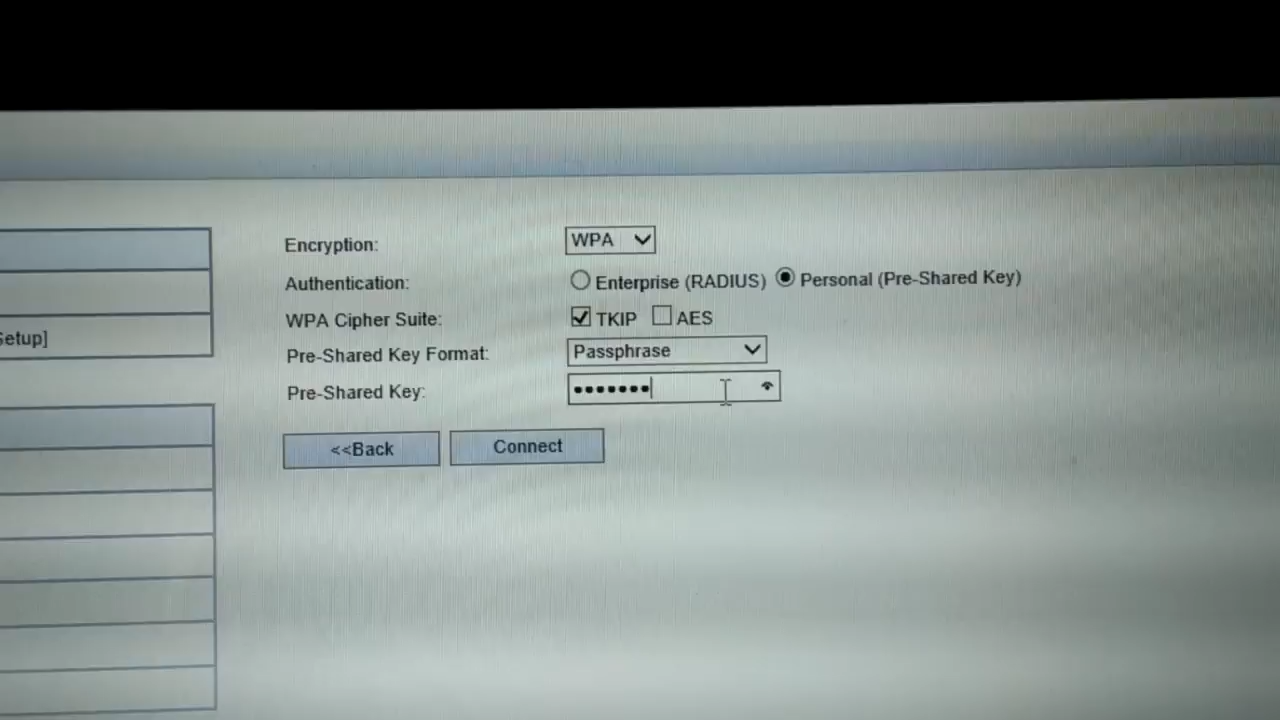 Encryption: WPA
Authentication: Enterprise (RADIUS) Personal (Pre-Shared Key)
Setup]
WPA Cipher Suite: TKIP AES
Pre-Shared Key Format: Passphrase
Pre-Shared Key: •••••••
<<Back Connect